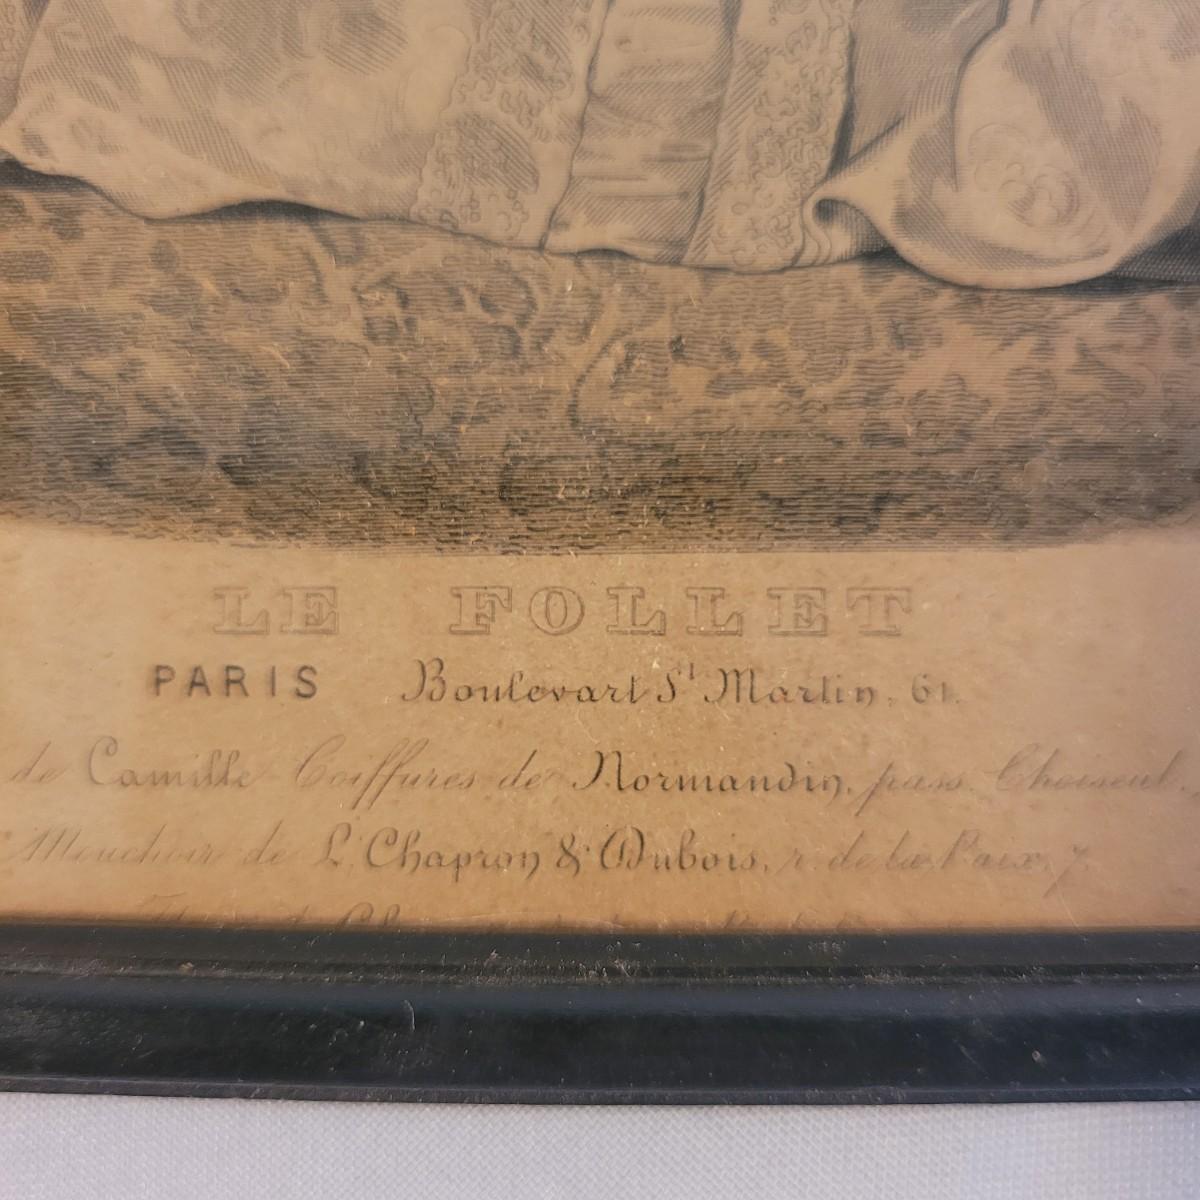 LE FOLLET
PARIS Boulevart St Martin, 61.
de Camille Coiffures de Normandin, pass. Choiseul.
Mouchoir de L. Chapron & Dubois, r. de la Paix, 7.